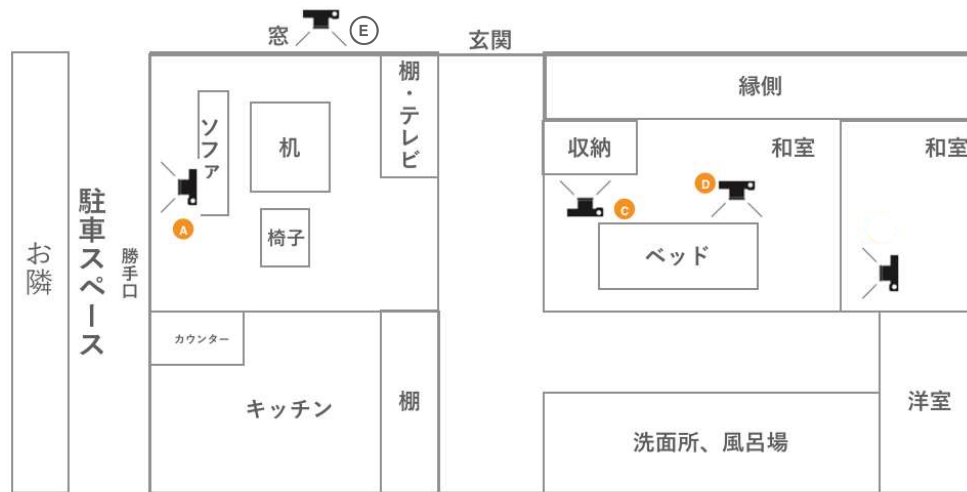 窓
E
玄関
棚・テレビ
縁側
ソファ
机
収納
和室
和室
A
C
D
椅子
ベッド
お隣
駐車スペース
勝手口
カウンター
キッチン
棚
洗面所、風呂場
洋室